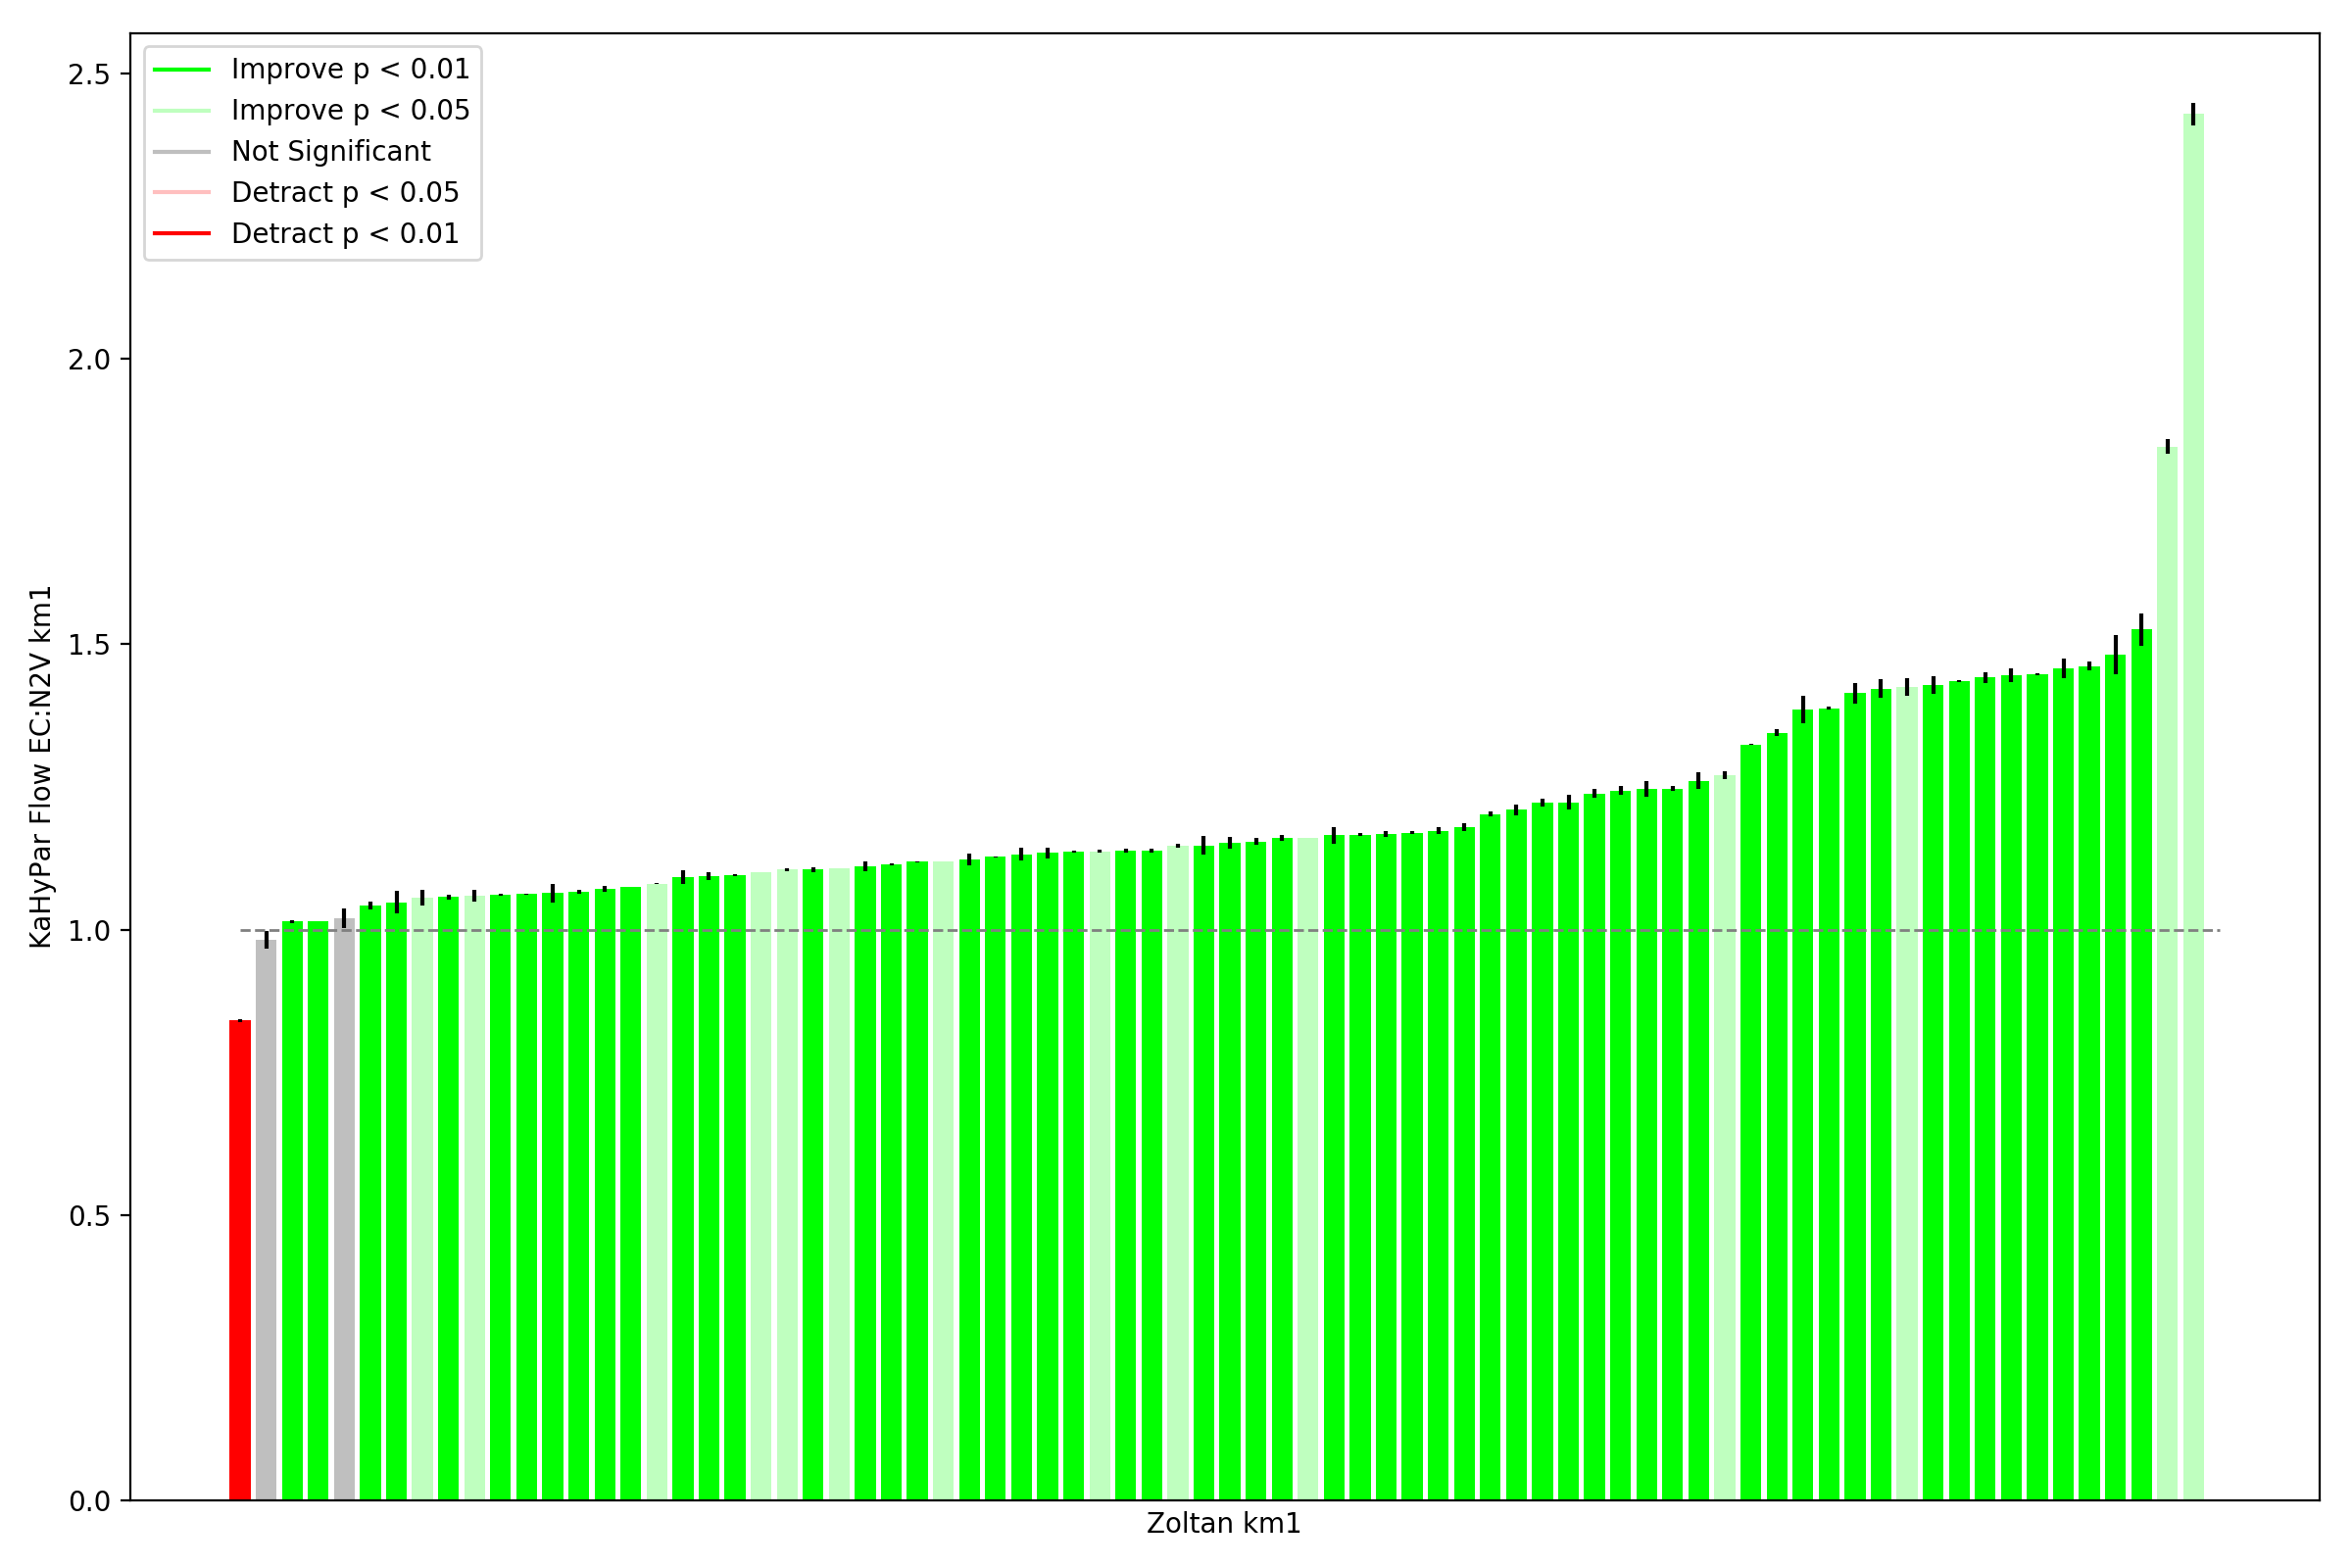 Improve p < 0.01
Improve p < 0.05
Not Significant
Detract p < 0.05
Detract p < 0.01
2.5
2.0
1.5
1.0
0.5
0.0
KaHyPar Flow EC:N2V km1
Zoltan km1